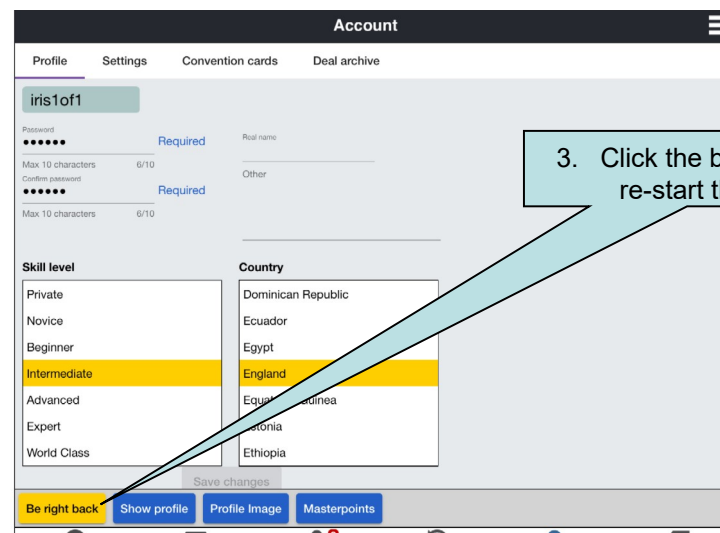 Account
Profile Settings Convention cards Deal archive
iris1of1
Password
Required
Max 10 characters 6/10
Confirm password
Required
Max 10 characters 6/10
Real name
Other
3. Click the
re-start
Skill level
Private
Novice
Beginner
Intermediate
Advanced
Expert
World Class
Country
Dominican Republic
Ecuador
Egypt
England
Ethiopia
Save changes
Be right back Show profile Profile Image Masterpoints